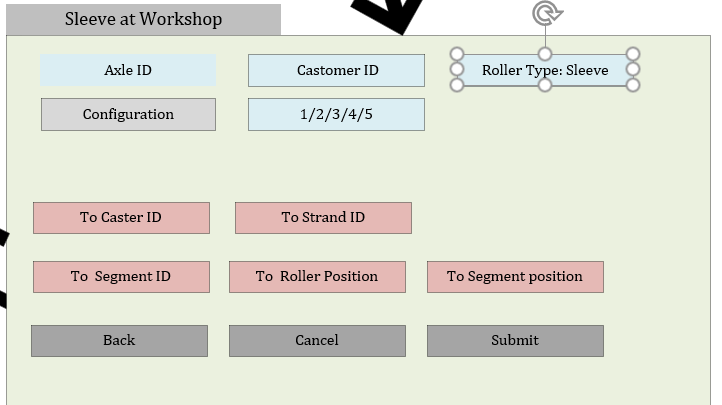 Sleeve at Workshop
Axle ID
Castomer ID
Roller Type: Sleeve
Configuration
1/2/3/4/5
To Caster ID
To Strand ID
To  Segment ID
To  Roller Position
To Segment position
Back
Cancel
Submit